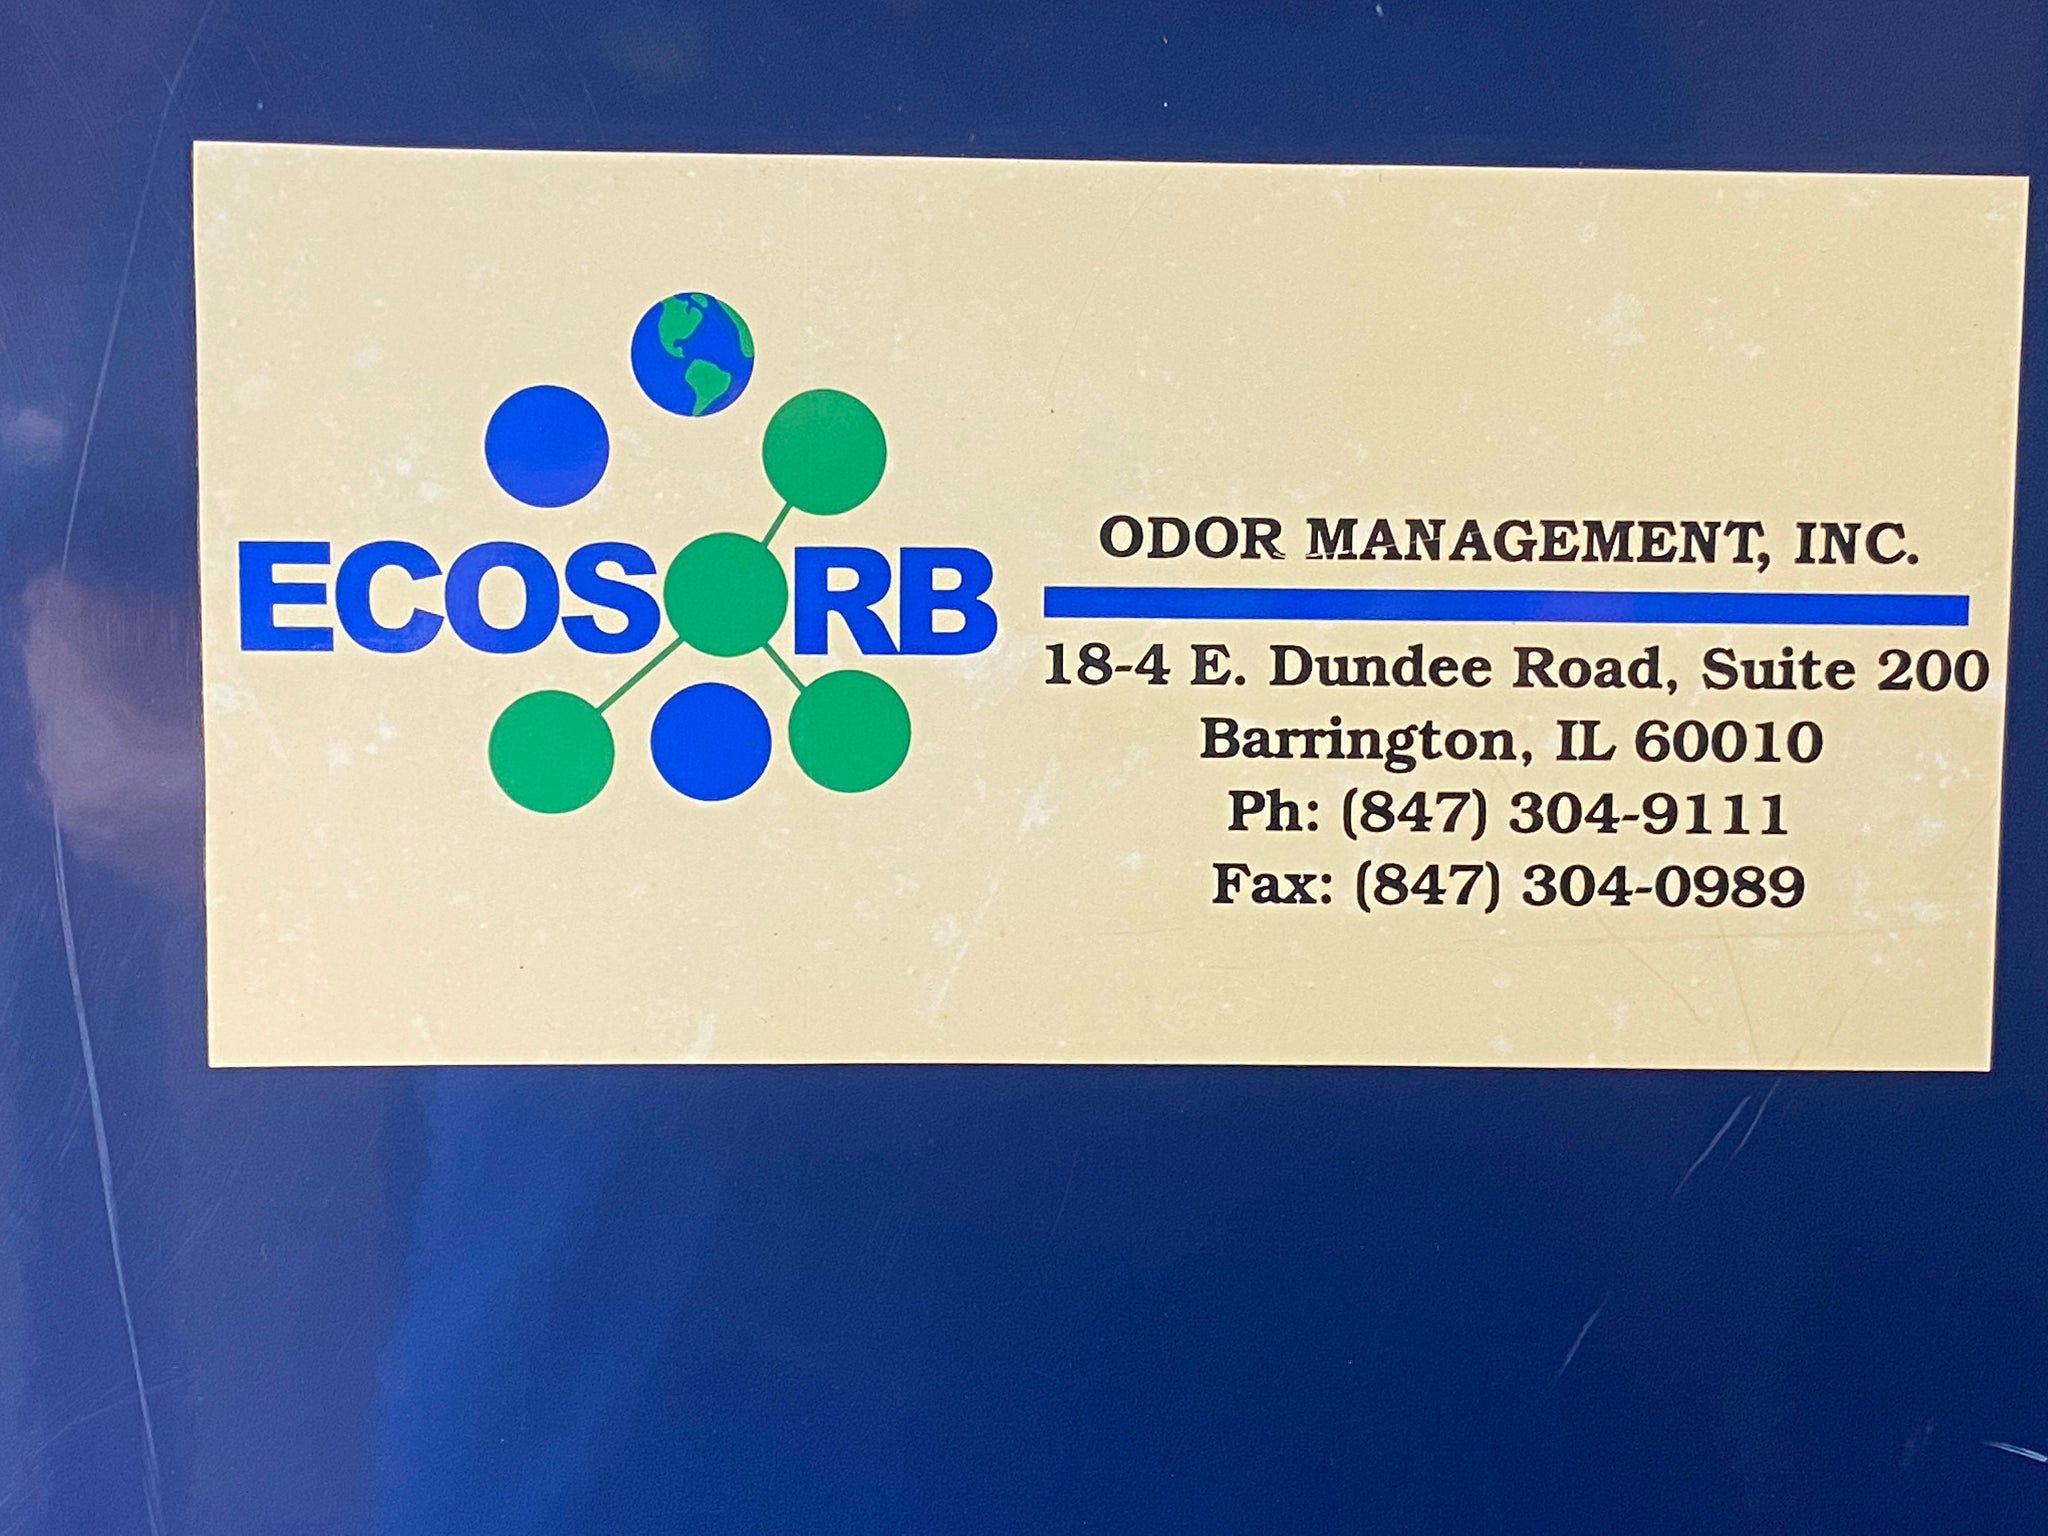 ECOSORB
ODOR MANAGEMENT, INC.
18-4 E. Dundee Road, Suite 200
Barrington, IL 60010
Ph: (847) 304-9111
Fax: (847) 304-0989